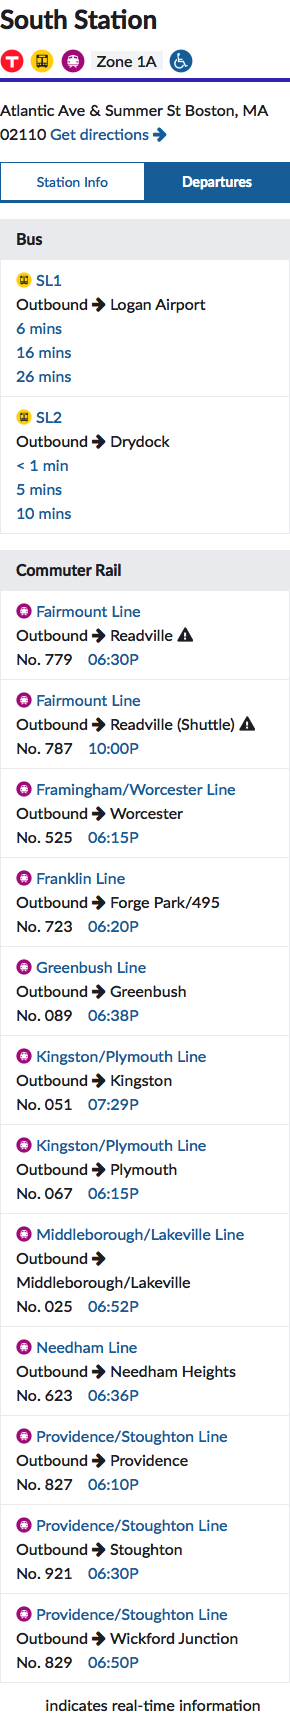 South Station
T Zone 1A
Atlantic Ave & Summer St Boston, MA
02110 Get directions
Station Info Departures
Bus
SL1
Outbound → Logan Airport
6 mins
16 mins
26 mins
SL2
Outbound → Drydock
< 1 min
5 mins
10 mins
Commuter Rail
Fairmount Line
Outbound → Readville
No. 779 06:30P
Fairmount Line
Outbound → Readville (Shuttle)
No. 787 10:00P
Framingham/Worcester Line
Outbound → Worcester
No. 525 06:15P
Franklin Line
Outbound → Forge Park/495
No. 723 06:20P
Greenbush Line
Outbound → Greenbush
No. 089 06:38P
Kingston/Plymouth Line
Outbound → Kingston
No. 051 07:29P
Kingston/Plymouth Line
Outbound → Plymouth
No. 067 06:15P
Middleborough/Lakeville Line
Outbound →
Middleborough/Lakeville
No. 025 06:52P
Needham Line
Outbound → Needham Heights
No. 623 06:36P
Providence/Stoughton Line
Outbound → Providence
No. 827 06:10P
Providence/Stoughton Line
Outbound → Stoughton
No. 921 06:30P
Providence/Stoughton Line
Outbound → Wickford Junction
No. 829 06:50P
indicates real-time information